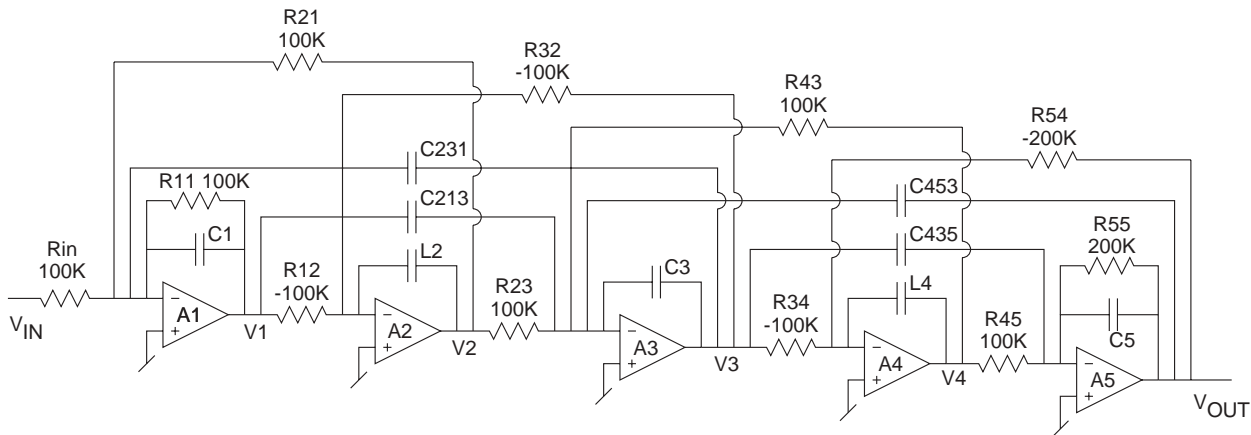 R21
100K
R32
-100K
R43
100K
R54
-200K
C231
R11 100K
C213
C453
R55
200K
C1
L2
C435
Rin
100K
R12
-100K
C3
L4
R23
100K
R34
-100K
C5
R45
100K
A1
A2
A3
A4
A5
VIN
V1
V2
V3
V4
VOUT
−
+
−
+
−
+
−
+
−
+